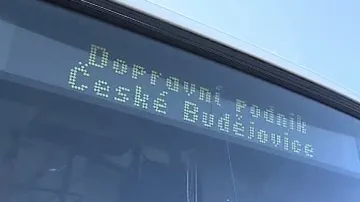 Dopravní podnik
České Budějovice